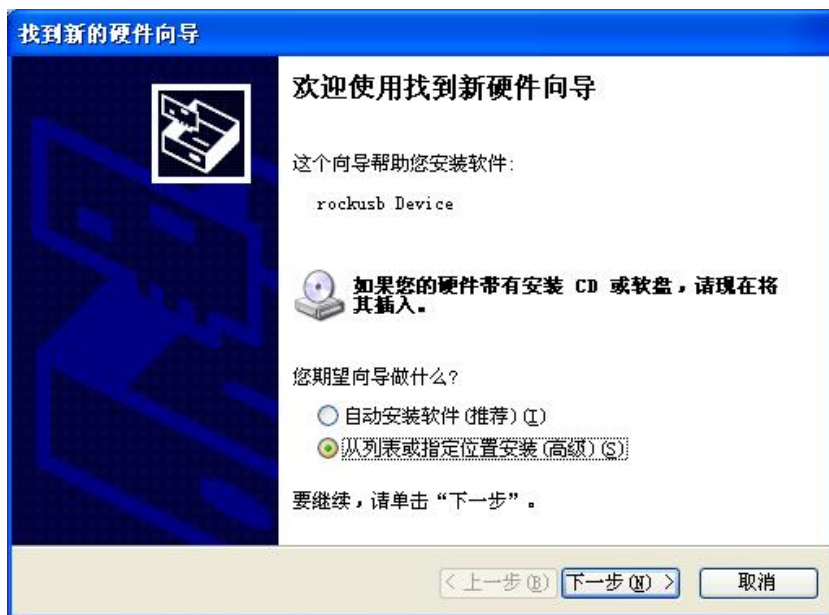 找到新的硬件向导
欢迎使用找到新硬件向导
这个向导帮助您安装软件:
rockusb Device
如果您的硬件带有安装 CD 或软盘,请现在将
其插入。
您期望向导做什么?
自动安装软件(推荐)(I)
从列表或指定位置安装(高级)(S)
要继续,请单击“下一步”。
< 上一步(B) 下一步(N) > 取消